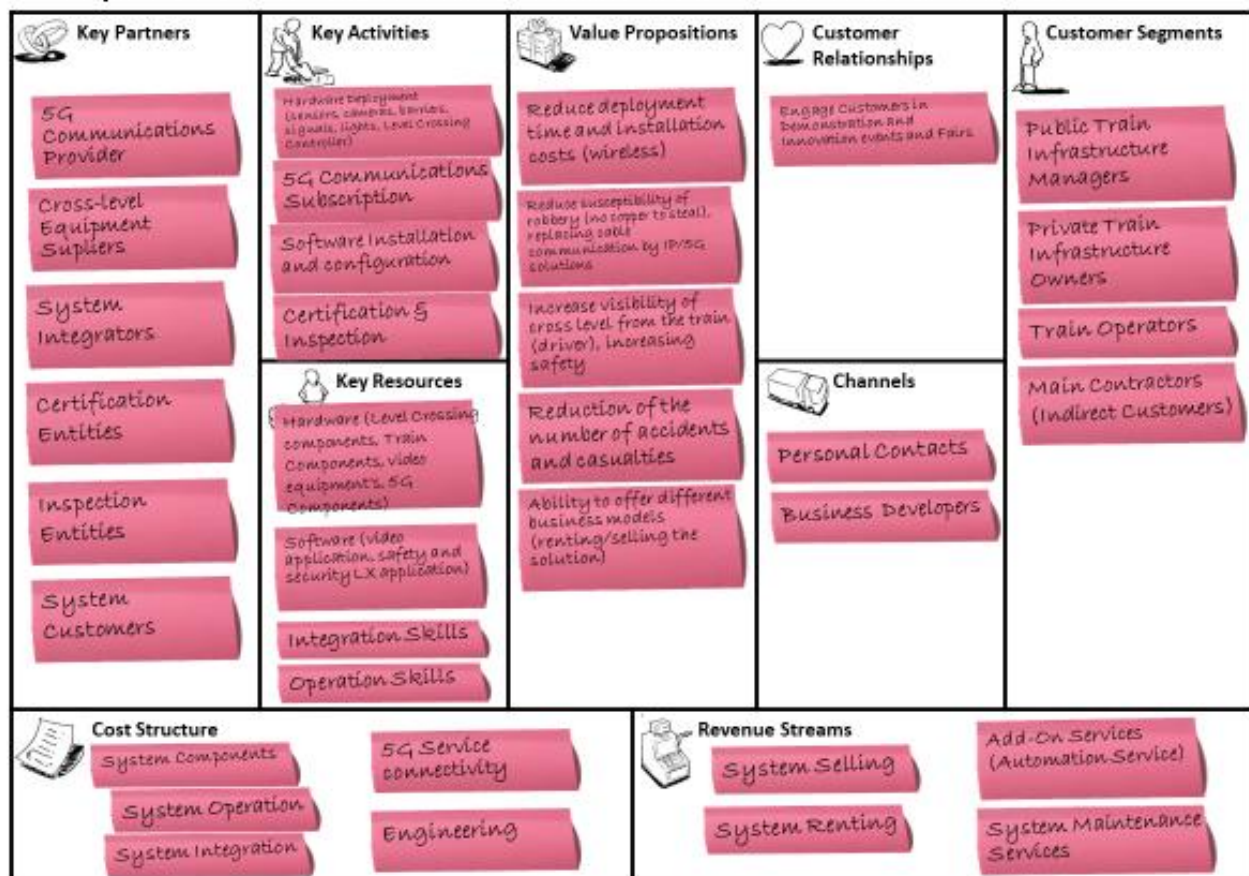 Key Partners
5G
Communications
Provider
Cross-level
Equipment
Supliers
System
Integrators
Certification
Entities
Inspection
Entities
System
Customers
Key Activities
Hardware Deployment
(sensors, cameras, barriers,
signals, lights, Level Crossing
Controller)
5G Communications
Subscription
Software Installation
and configuration
Certification &
Inspection
Key Resources
Hardware (Level Crossing
components, Train
Components, video
equipment's, 5G
Components)
Software (video
application, safety and
security LX application)
Integration Skills
Operation Skills
Value Propositions
Reduce deployment
time and installation
costs (wireless)
Reduce susceptibility of
robbery (no copper to steal),
replacing cable
communication by IP/5G
solutions
Increase visibility of
cross level from the train
(driver), increasing
safety
Reduction of the
number of accidents
and casualties
Ability to offer different
business models
(renting/selling the
solution)
Customer
Relationships
Engage Customers in
Demonstration and
Innovation events and Fairs
Channels
Personal Contacts
Business Developers
Customer Segments
Public Train
Infrastructure
Managers
Private Train
Infrastructure
Owners
Train Operators
Main Contractors
(Indirect Customers)
Cost Structure
System Components
System Operation
System Integration
5G Service
connectivity
Engineering
Revenue Streams
System Selling
System Renting
Add-On Services
(Automation Service)
System Maintenance
Services